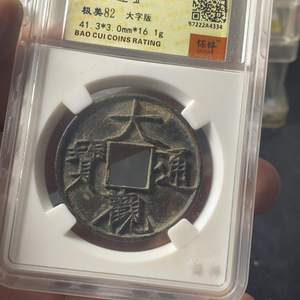 极美82 大字版
41.3*3.0mm*16.1g
BAO CUI COINS RATING
大
觀
通
寶